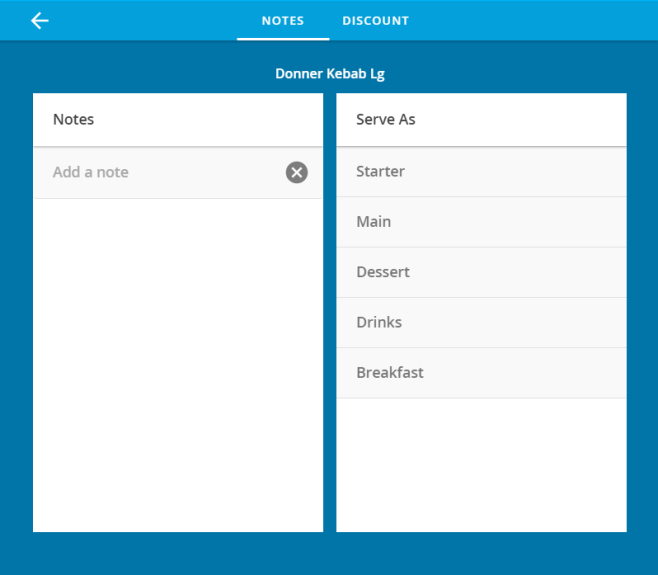 NOTES
DISCOUNT
Donner Kebab Lg
Notes
Add a note
Serve As
Starter
Main
Dessert
Drinks
Breakfast